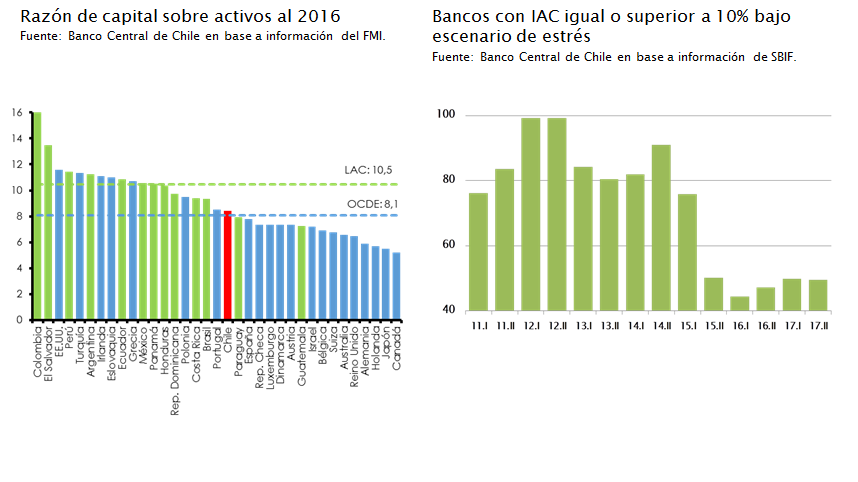 Razón de capital sobre activos al 2016
Fuente: Banco Central de Chile en base a información del FMI.
16
14
12
10
8
6
4
2
0
LAC: 10,5
OCDE: 8,1
Colombia
El Salvador
EE.UU.
Perú
Turquía
Argentina
Irlanda
Eslovaquia
Ecuador
Grecia
México
Panamá
Honduras
Rep. Dominicana
Polonia
Costa Rica
Brasil
Portugal
Chile
Paraguay
España
Rep. Checa
Luxemburgo
Dinamarca
Austria
Guatemala
Israel
Bélgica
Suiza
Australia
Reino Unido
Alemania
Holanda
Japón
Canadá
Bancos con IAC igual o superior a 10% bajo
escenario de estrés
Fuente: Banco Central de Chile en base a información de SBIF.
100
80
60
40
11.I
11.II
12.I
12.II
13.I
13.II
14.I
14.II
15.I
15.II
16.I
16.II
17.I
17.II